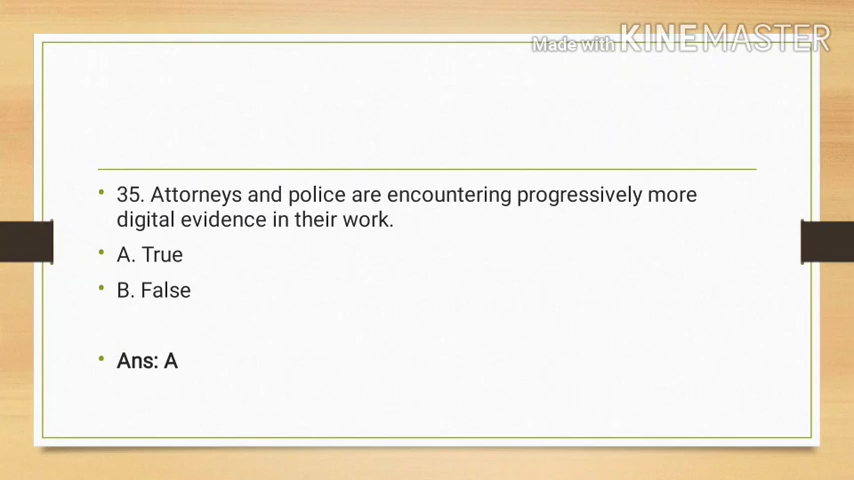 Made with KINEMASTER
• 35. Attorneys and police are encountering progressively more
digital evidence in their work.
• A. True
• B. False
• Ans: A